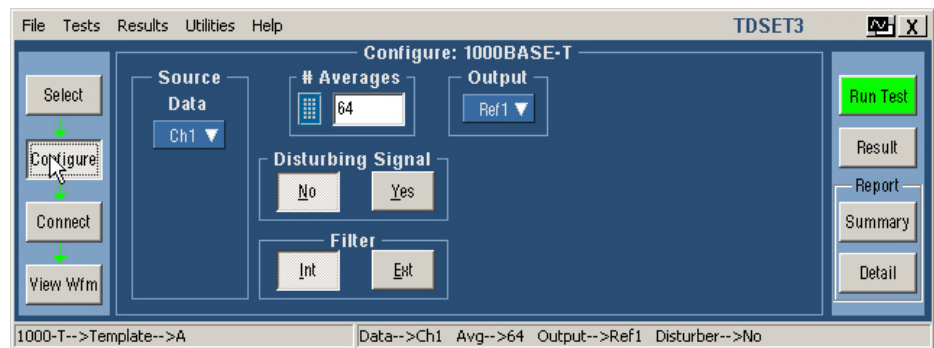 File Tests Results Utilities Help TDSET3 X
Configure: 1000BASE-T
Select
Configure
Connect
View Wfm
Source
Data
Ch1
# Averages
64
Output
Ref1
Disturbing Signal
No Yes
Filter
Int Ext
Run Test
Result
Report
Summary
Detail
1000-T-->Template-->A Data-->Ch1 Avg-->64 Output-->Ref1 Disturber-->No